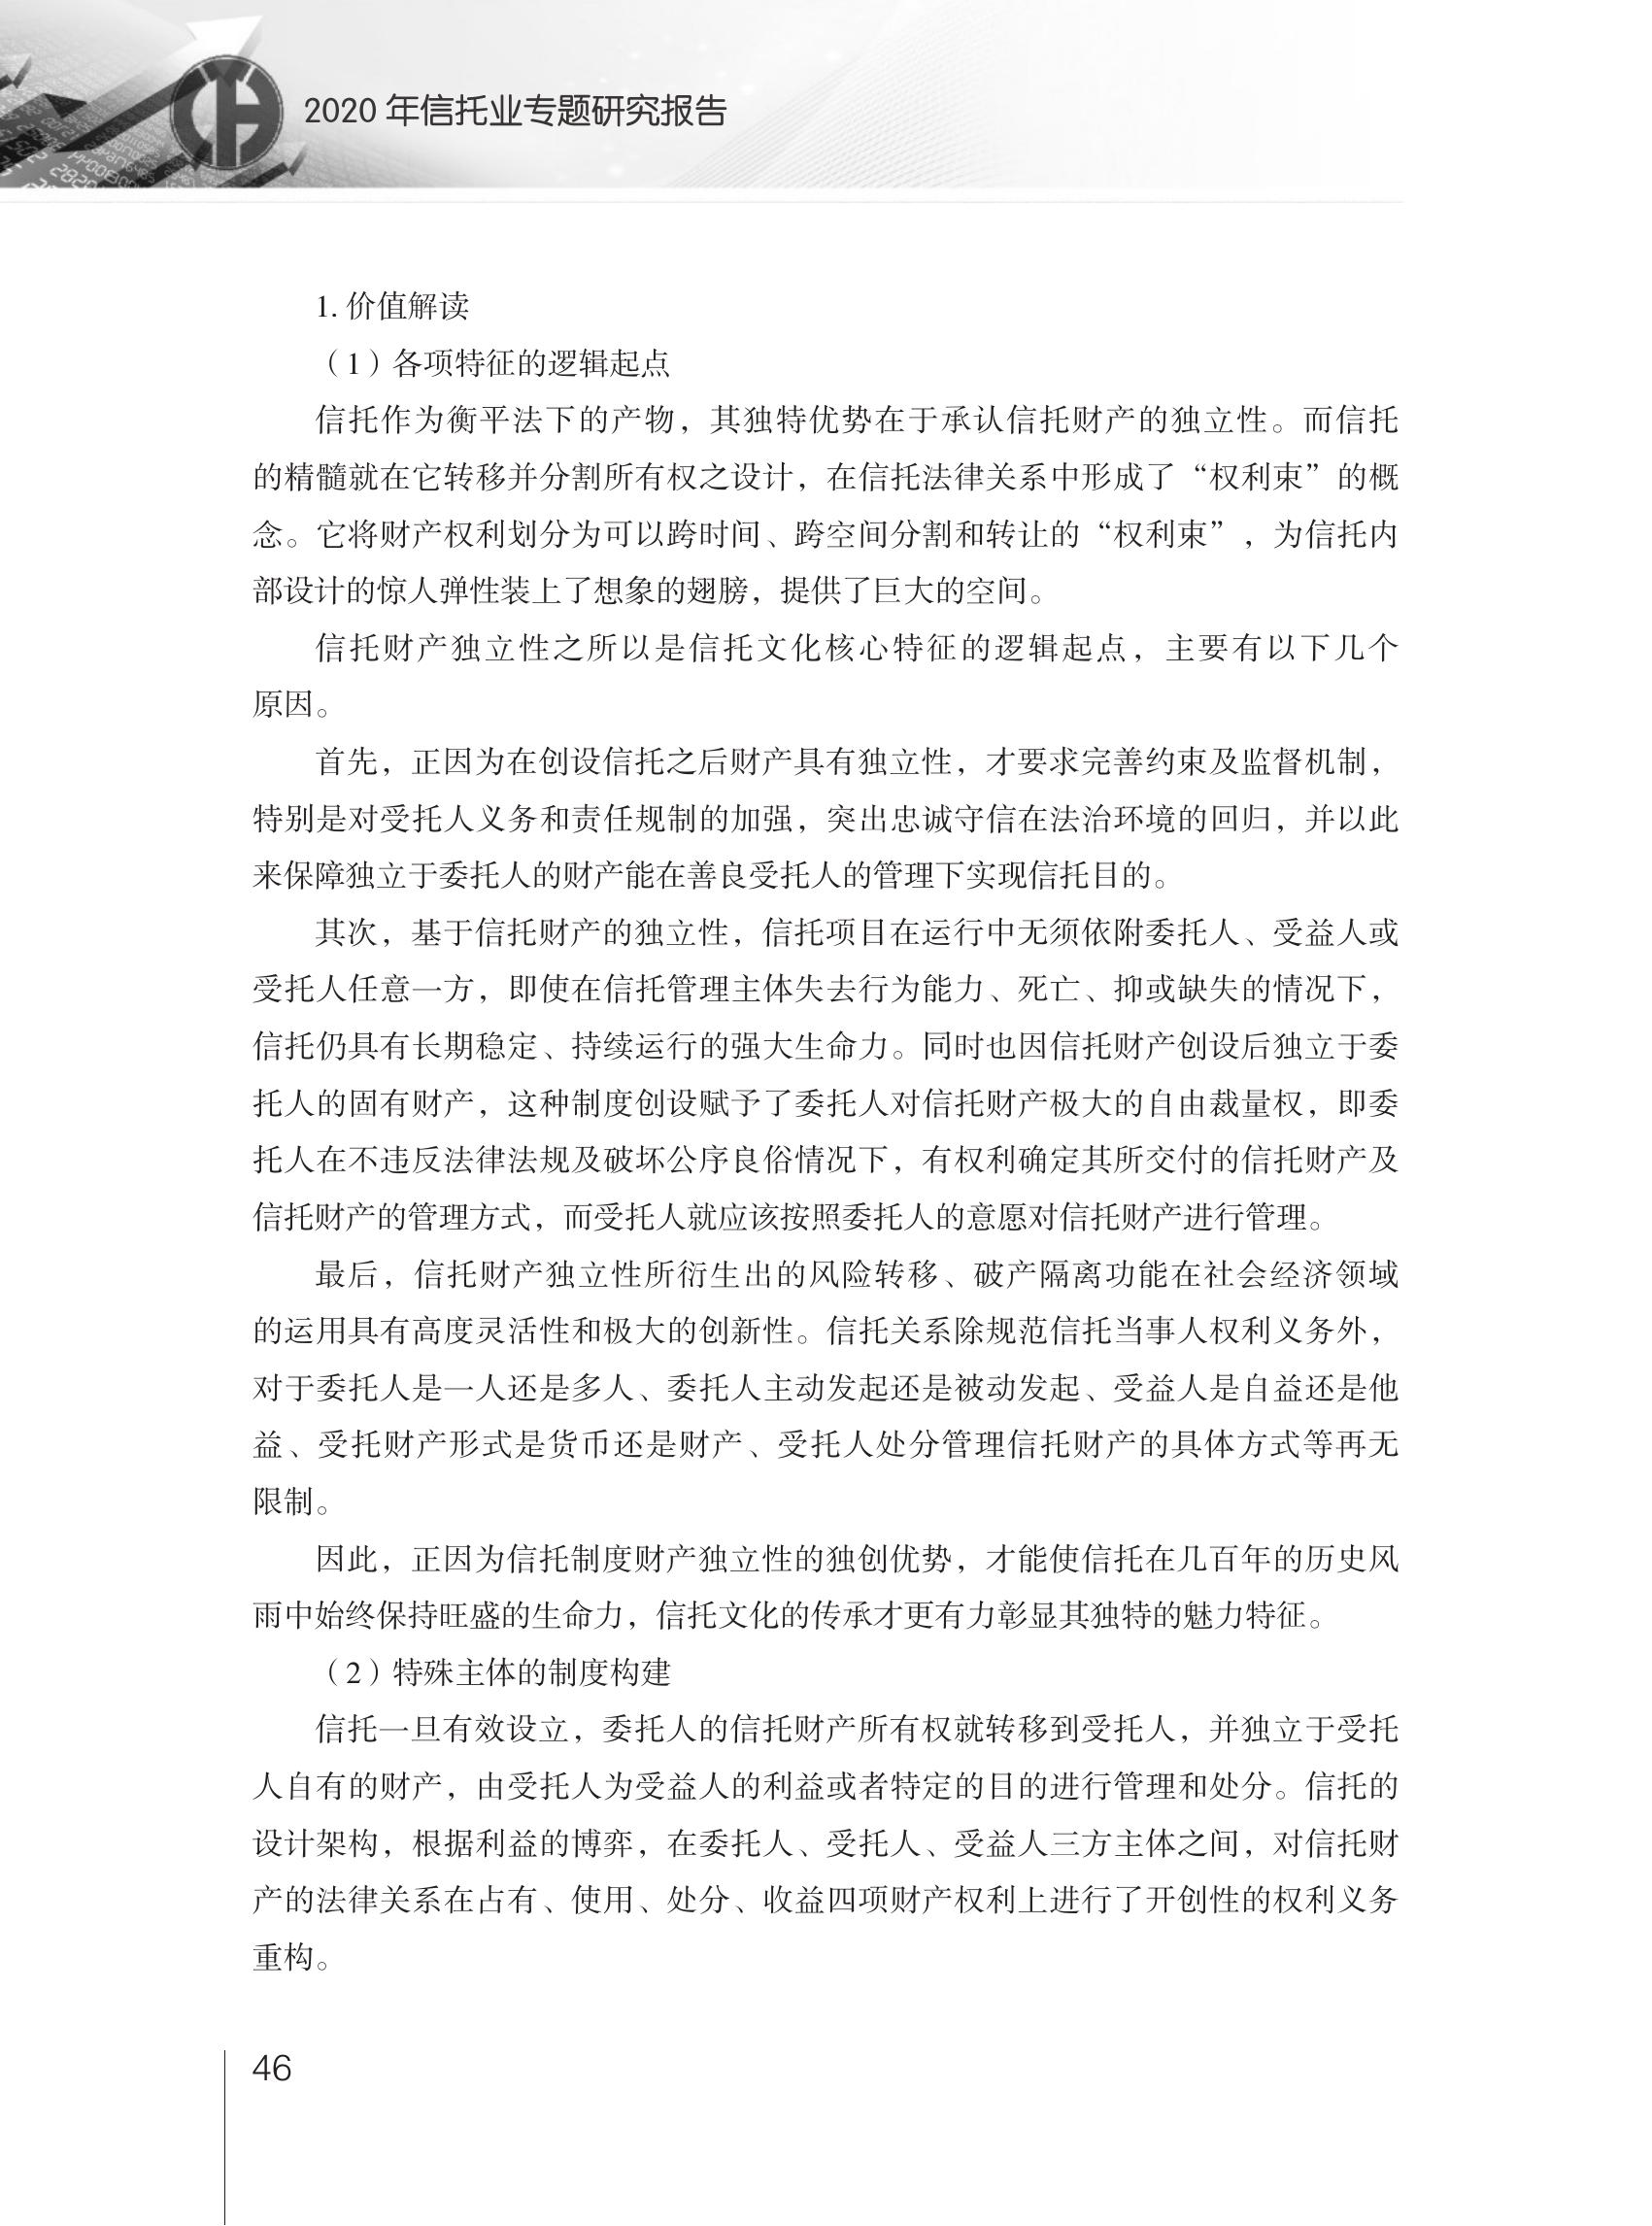 2020 年信托业专题研究报告
1. 价值解读
（1）各项特征的逻辑起点
信托作为衡平法下的产物，其独特优势在于承认信托财产的独立性。而信托
的精髓就在它转移并分割所有权之设计，在信托法律关系中形成了“权利束”的概
念。它将财产权利划分为可以跨时间、跨空间分割和转让的“权利束”，为信托内
部设计的惊人弹性装上了想象的翅膀，提供了巨大的空间。
信托财产独立性之所以是信托文化核心特征的逻辑起点，主要有以下几个
原因。
首先，正因为在创设信托之后财产具有独立性，才要求完善约束及监督机制，
特别是对受托人义务和责任规制的加强，突出忠诚守信在法治环境的回归，并以此
来保障独立于委托人的财产能在善良受托人的管理下实现信托目的。
其次，基于信托财产的独立性，信托项目在运行中无须依附委托人、受益人或
受托人任意一方，即使在信托管理主体失去行为能力、死亡、抑或缺失的情况下，
信托仍具有长期稳定、持续运行的强大生命力。同时也因信托财产创设后独立于委
托人的固有财产，这种制度创设赋予了委托人对信托财产极大的自由裁量权，即委
托人在不违反法律法规及破坏公序良俗情况下，有权利确定其所交付的信托财产及
信托财产的管理方式，而受托人就应该按照委托人的意愿对信托财产进行管理。
最后，信托财产独立性所衍生出的风险转移、破产隔离功能在社会经济领域
的运用具有高度灵活性和极大的创新性。信托关系除规范信托当事人权利义务外，
对于委托人是一人还是多人、委托人主动发起还是被动发起、受益人是自益还是他
益、受托财产形式是货币还是财产、受托人处分管理信托财产的具体方式等再无
限制。
因此，正因为信托制度财产独立性的独创优势，才能使信托在几百年的历史风
雨中始终保持旺盛的生命力，信托文化的传承才更有力彰显其独特的魅力特征。
（2）特殊主体的制度构建
信托一旦有效设立，委托人的信托财产所有权就转移到受托人，并独立于受托
人自有的财产，由受托人为受益人的利益或者特定的目的进行管理和处分。信托的
设计架构，根据利益的博弈，在委托人、受托人、受益人三方主体之间，对信托财
产的法律关系在占有、使用、处分、收益四项财产权利上进行了开创性的权利义务
重构。
46